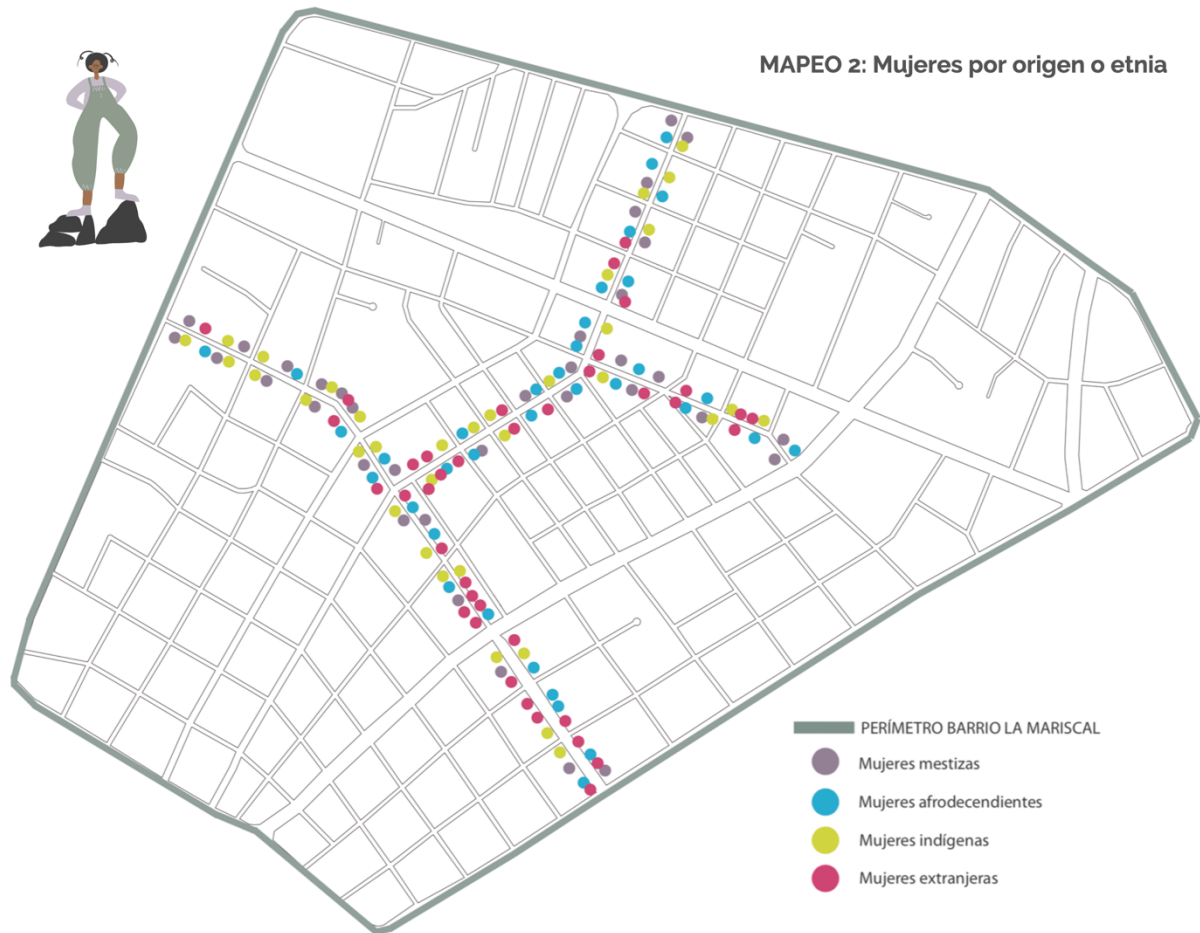 MAPEO 2: Mujeres por origen o etnia
PERÍMETRO BARRIO LA MARISCAL
Mujeres mestizas
Mujeres afrodecendientes
Mujeres indígenas
Mujeres extranjeras